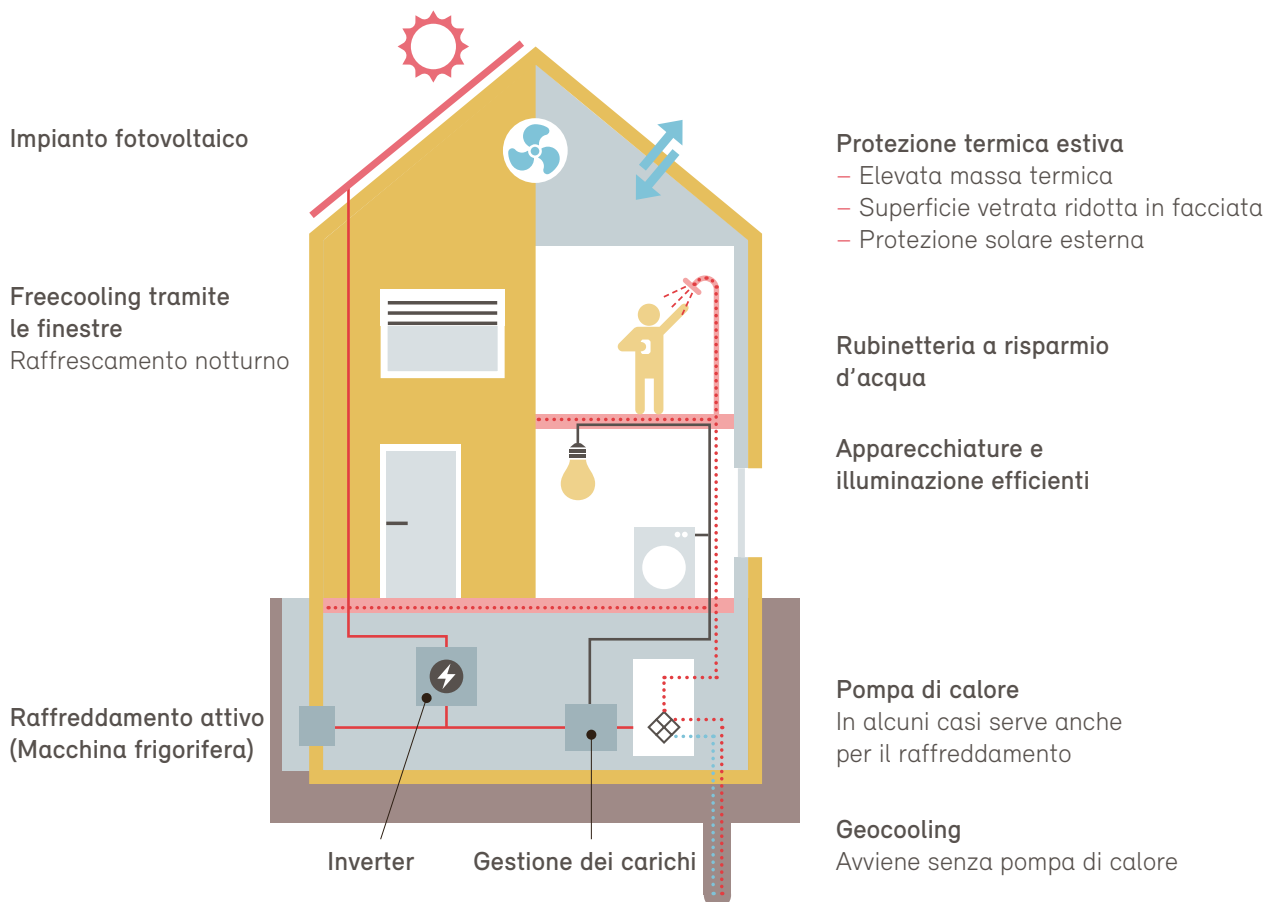 Impianto fotovoltaico
Freecooling tramite
le finestre
Raffrescamento notturno
Raffreddamento attivo
(Macchina frigorifera)
Inverter
Gestione dei carichi
Protezione termica estiva
– Elevata massa termica
– Superficie vetrata ridotta in facciata
– Protezione solare esterna
Rubinetteria a risparmio
d’acqua
Apparecchiature e
illuminazione efficienti
Pompa di calore
In alcuni casi serve anche
per il raffreddamento
Geocooling
Avviene senza pompa di calore